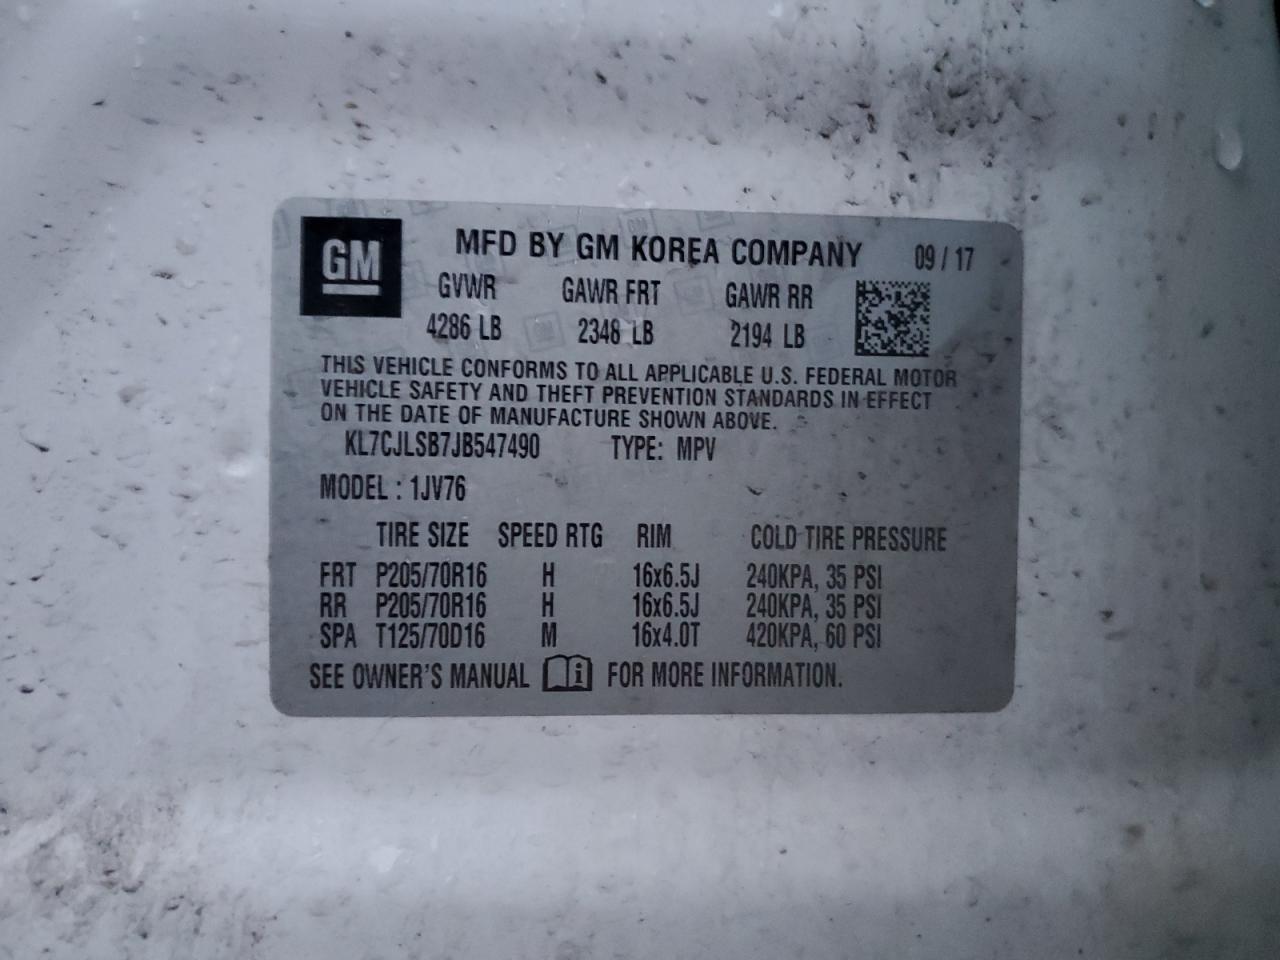 GM
MFD BY GM KOREA COMPANY 09 / 17
GVWR GAWR FRT GAWR RR
4286 LB 2348 LB 2194 LB
THIS VEHICLE CONFORMS TO ALL APPLICABLE U.S. FEDERAL MOTOR
VEHICLE SAFETY AND THEFT PREVENTION STANDARDS IN EFFECT
ON THE DATE OF MANUFACTURE SHOWN ABOVE.
KL7CJLSB7JB547490 TYPE: MPV
MODEL : 1JV76
TIRE SIZE SPEED RTG RIM COLD TIRE PRESSURE
FRT P205/70R16 H 16x6.5J 240KPA, 35 PSI
RR P205/70R16 H 16x6.5J 240KPA, 35 PSI
SPA T125/70D16 M 16x4.0T 420KPA, 60 PSI
SEE OWNER'S MANUAL i FOR MORE INFORMATION.